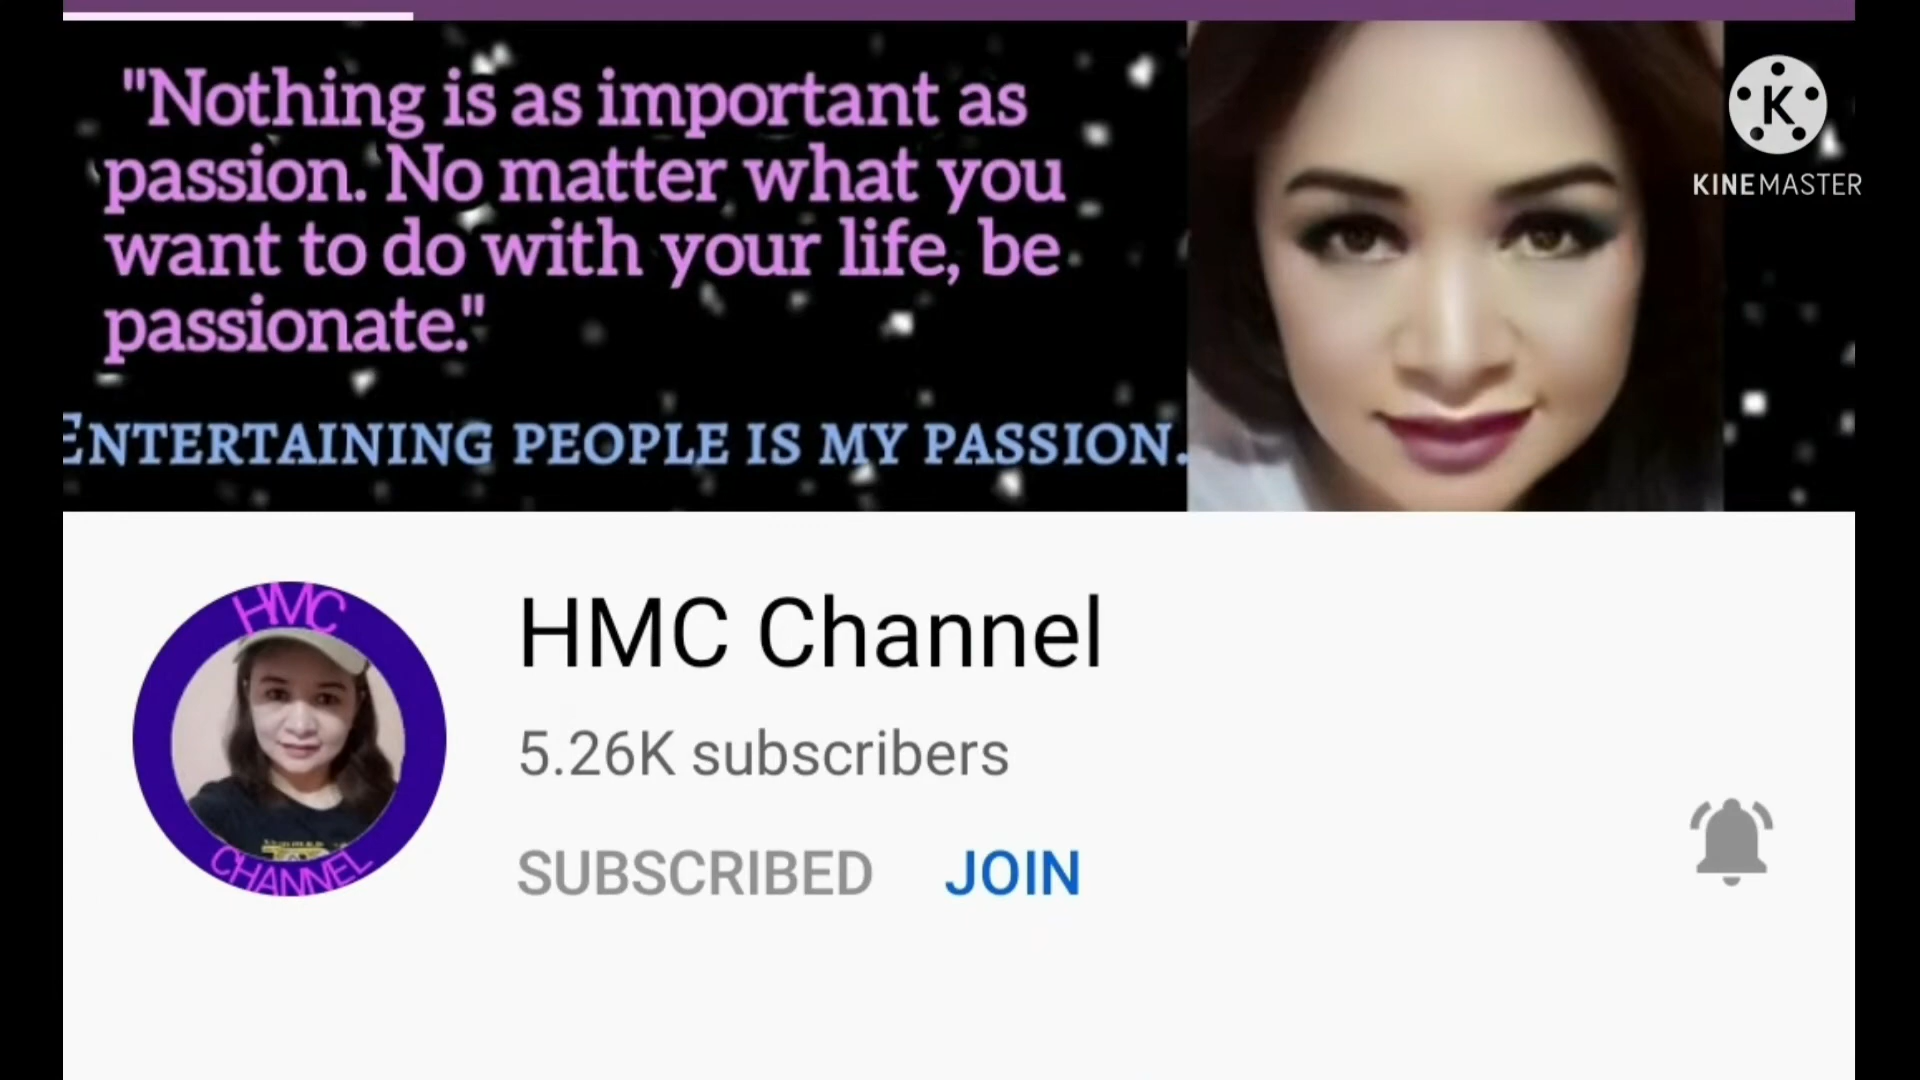 "Nothing is as important as
passion. No matter what you
want to do with your life, be
passionate."
ENTERTAINING PEOPLE IS MY PASSION.
K
KINEMASTER
HMC
CHANNEL
HMC Channel
5.26K subscribers
SUBSCRIBED JOIN